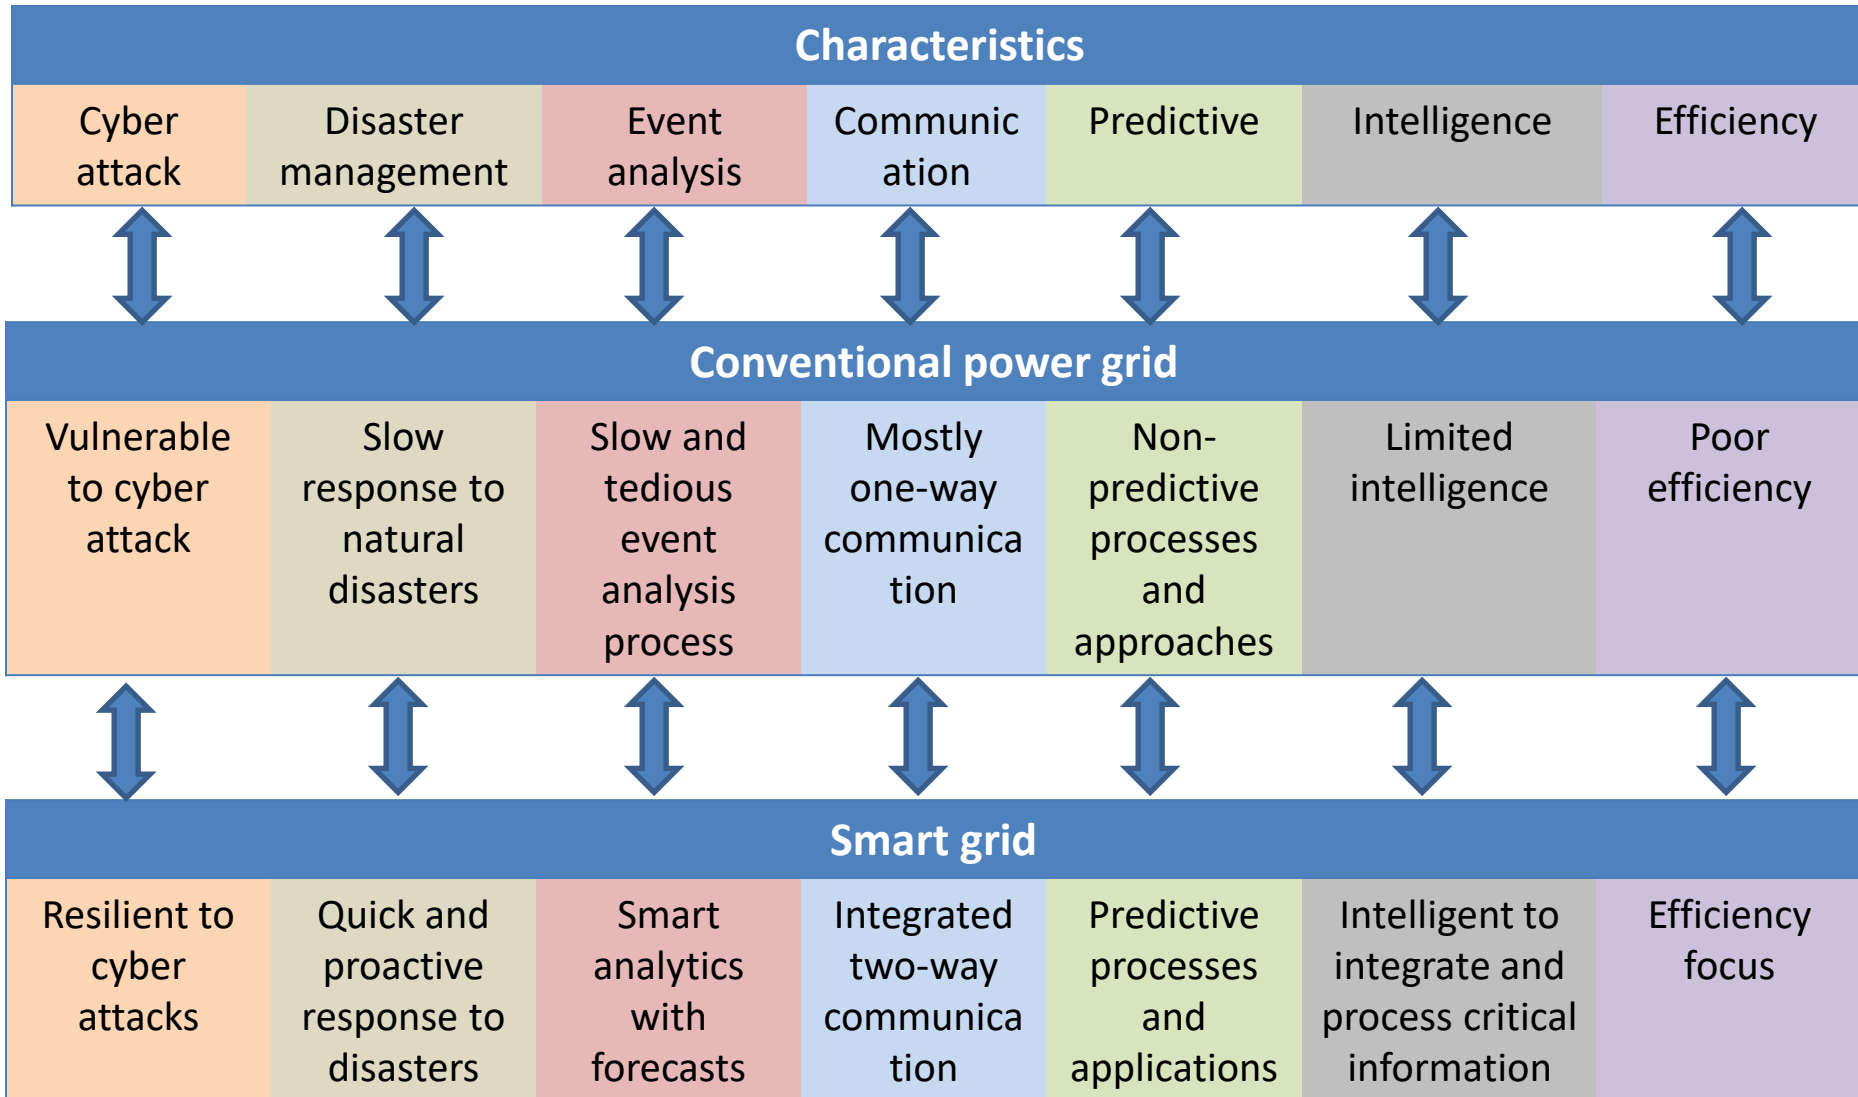 Characteristics
Cyber
attack
Disaster
management
Event
analysis
Communic
ation
Predictive
Intelligence
Efficiency
Conventional power grid
Vulnerable
to cyber
attack
Slow
response to
natural
disasters
Slow and
tedious
event
analysis
process
Mostly
one-way
communica
tion
Non-
predictive
processes
and
approaches
Limited
intelligence
Poor
efficiency
Smart grid
Resilient to
cyber
attacks
Quick and
proactive
response to
disasters
Smart
analytics
with
forecasts
Integrated
two-way
communica
tion
Predictive
processes
and
applications
Intelligent to
integrate and
process critical
information
Efficiency
focus